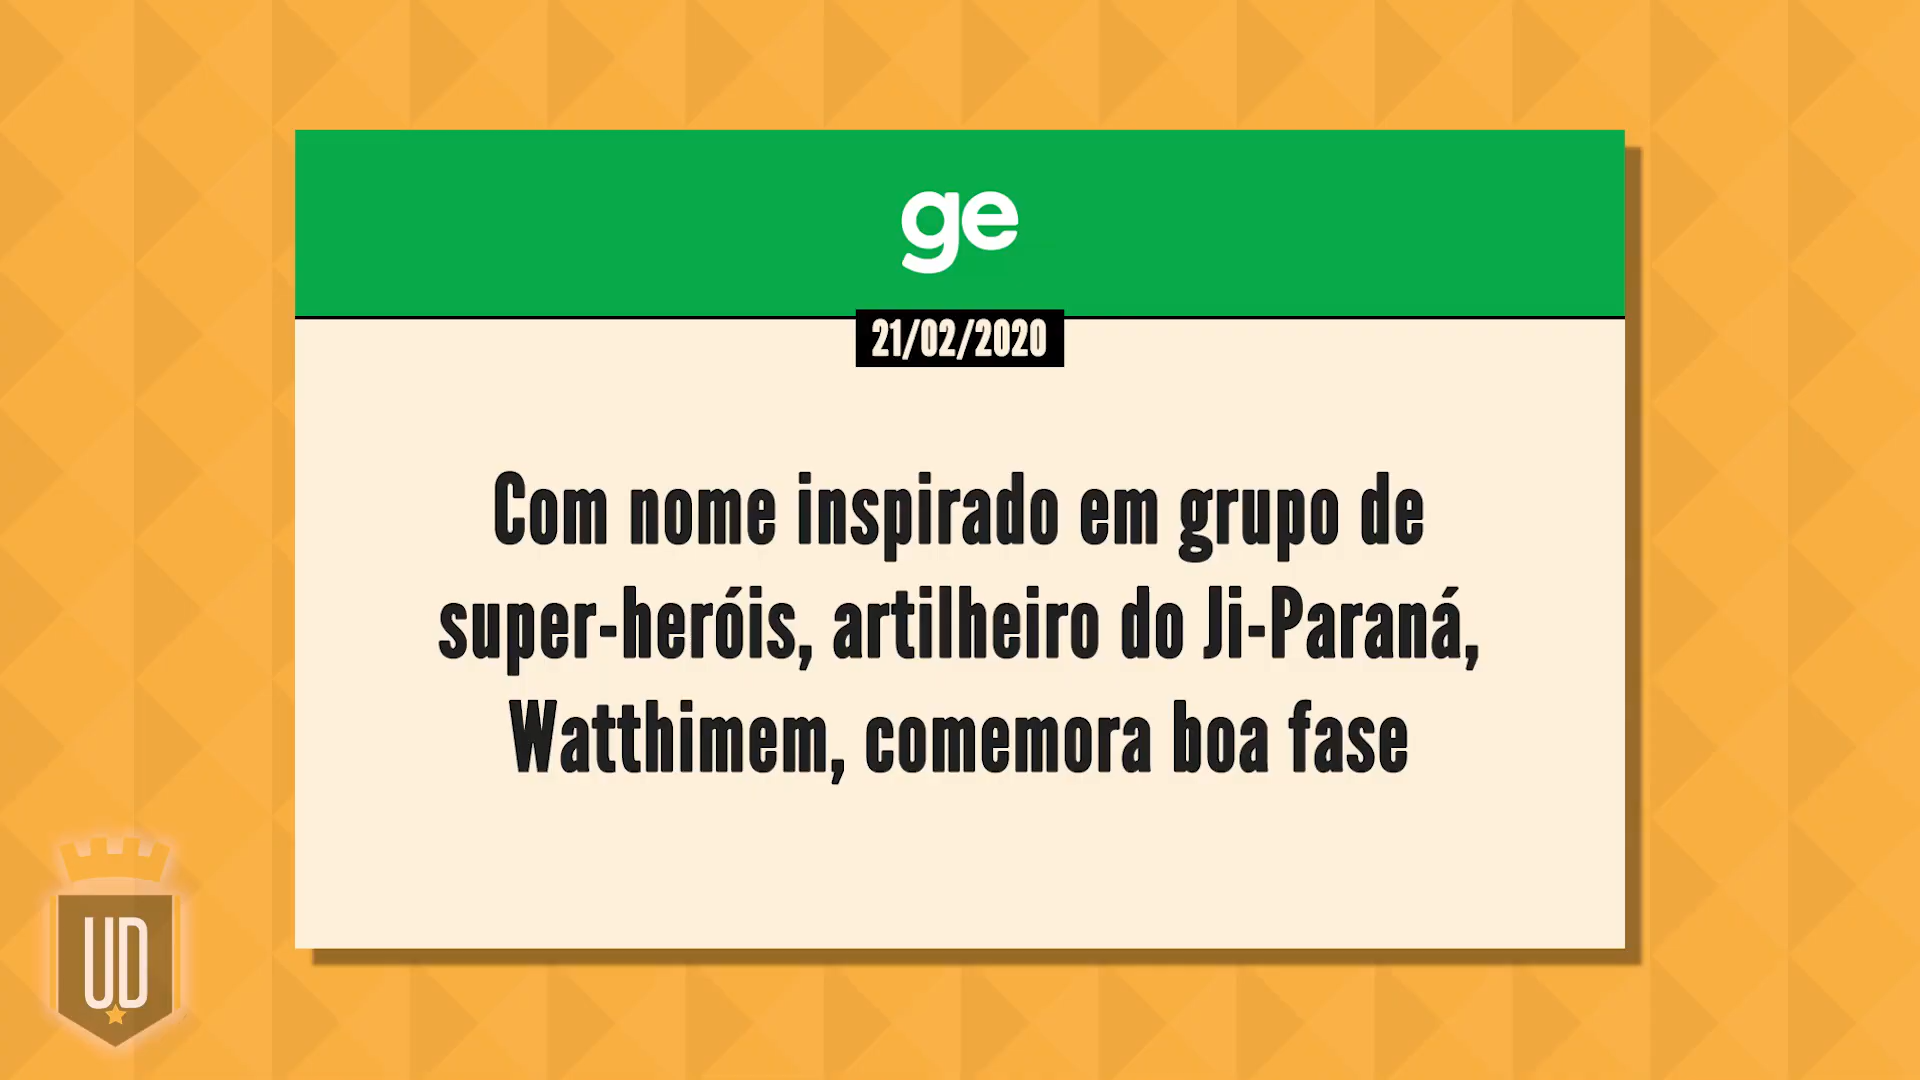 ge
21/02/2020
Com nome inspirado em grupo de
super-heróis, artilheiro do Ji-Paraná,
Watthimem, comemora boa fase
UD